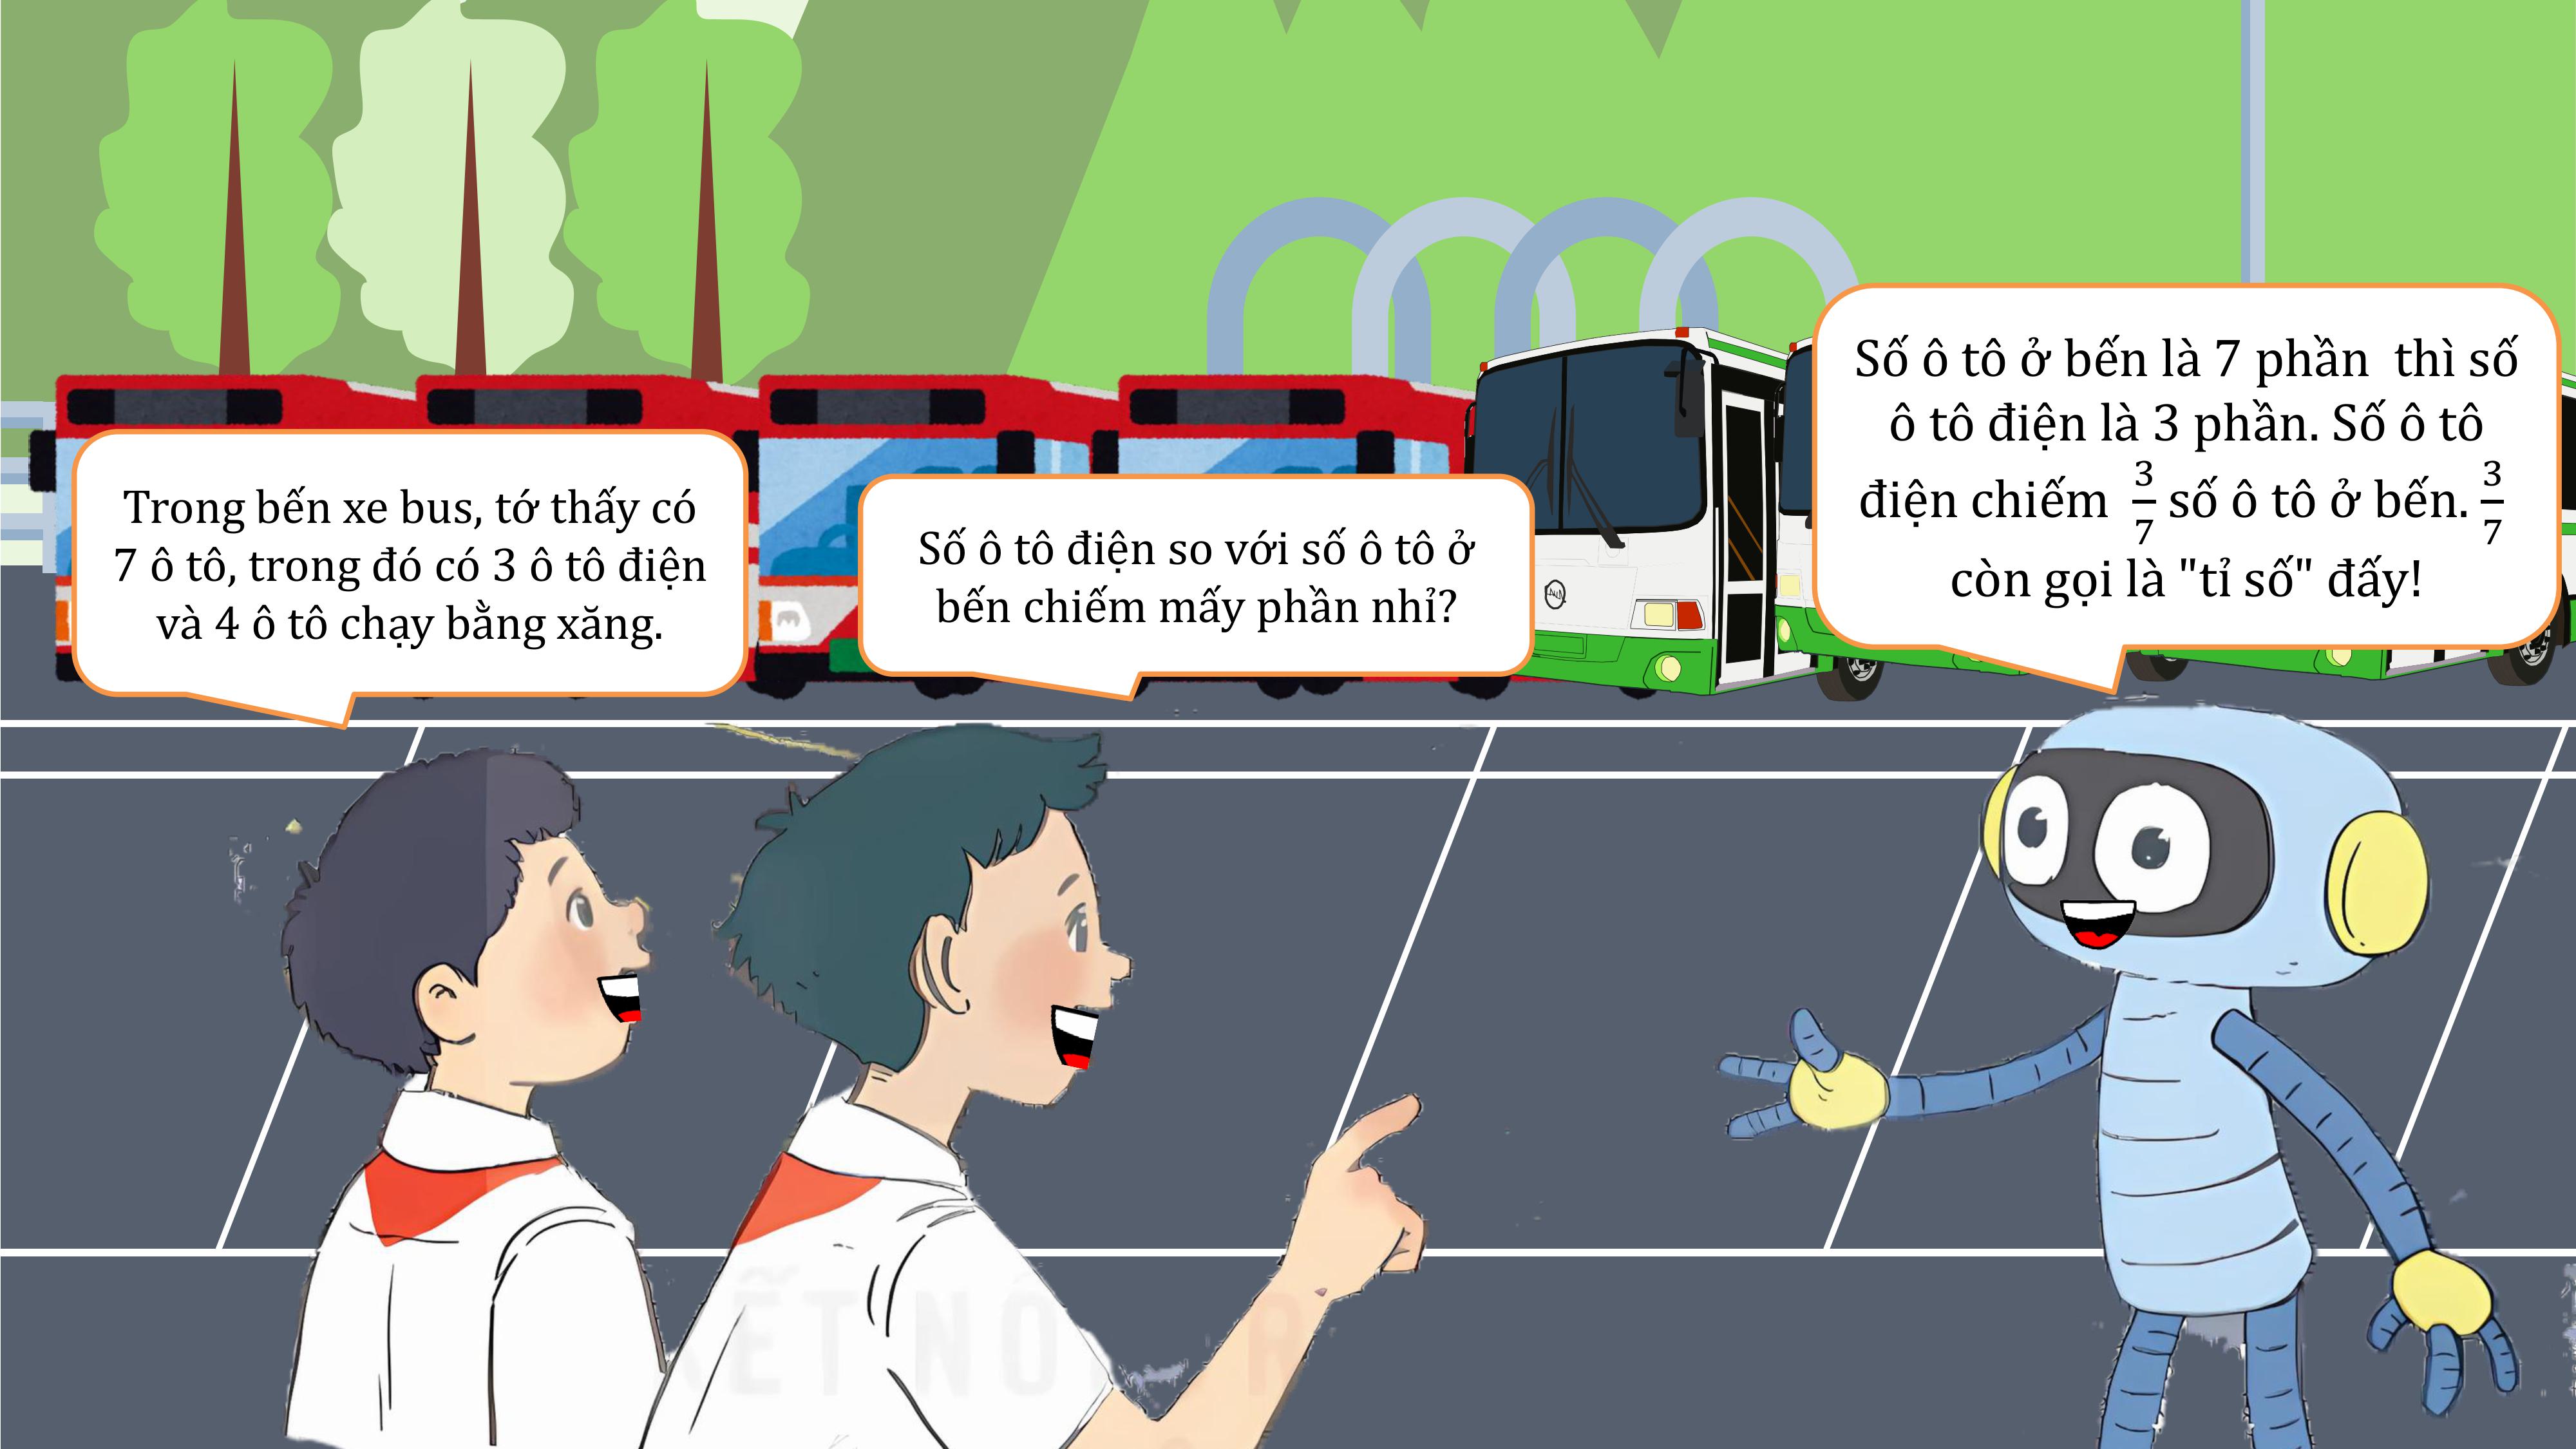 Trong bến xe bus, tớ thấy có
7 ô tô, trong đó có 3 ô tô điện
và 4 ô tô chạy bằng xăng.
Số ô tô điện so với số ô tô ở
bến chiếm mấy phần nhỉ?
Số ô tô ở bến là 7 phần thì số
ô tô điện là 3 phần. Số ô tô
điện chiếm 3/7 số ô tô ở bến. 3/7
còn gọi là "tỉ số" đấy!